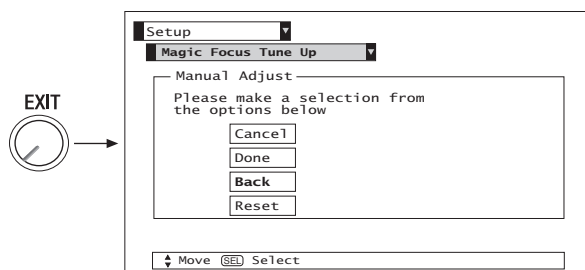 Setup
Magic Focus Tune Up
Manual Adjust
Please make a selection from
the options below
EXIT
Cancel
Done
Back
Reset
Move SEL Select